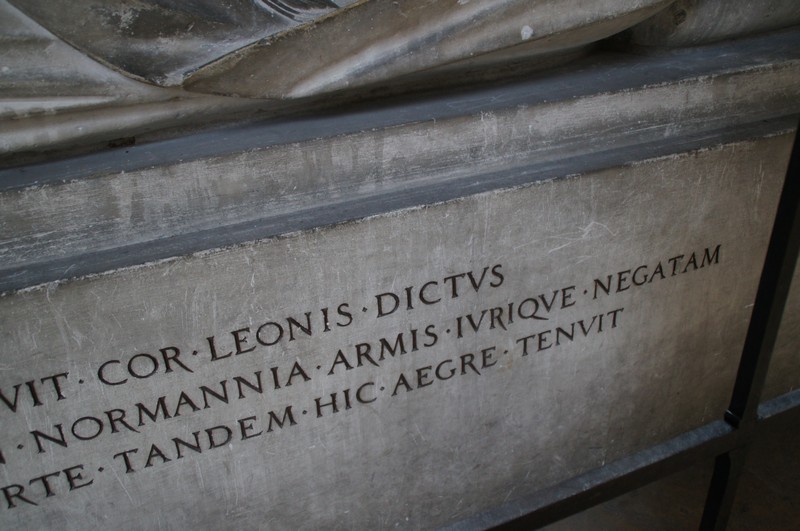 VIT · COR · LEONIS · DICTVS
· NORMANNIA · ARMIS · IVRIQVE · NEGATAM
RTE · TANDEM · HIC · AEGRE · TENVIT